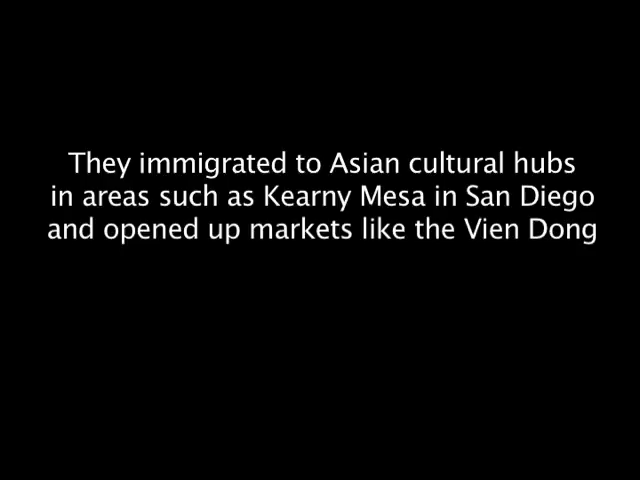 They immigrated to Asian cultural hubs
in areas such as Kearny Mesa in San Diego
and opened up markets like the Vien Dong